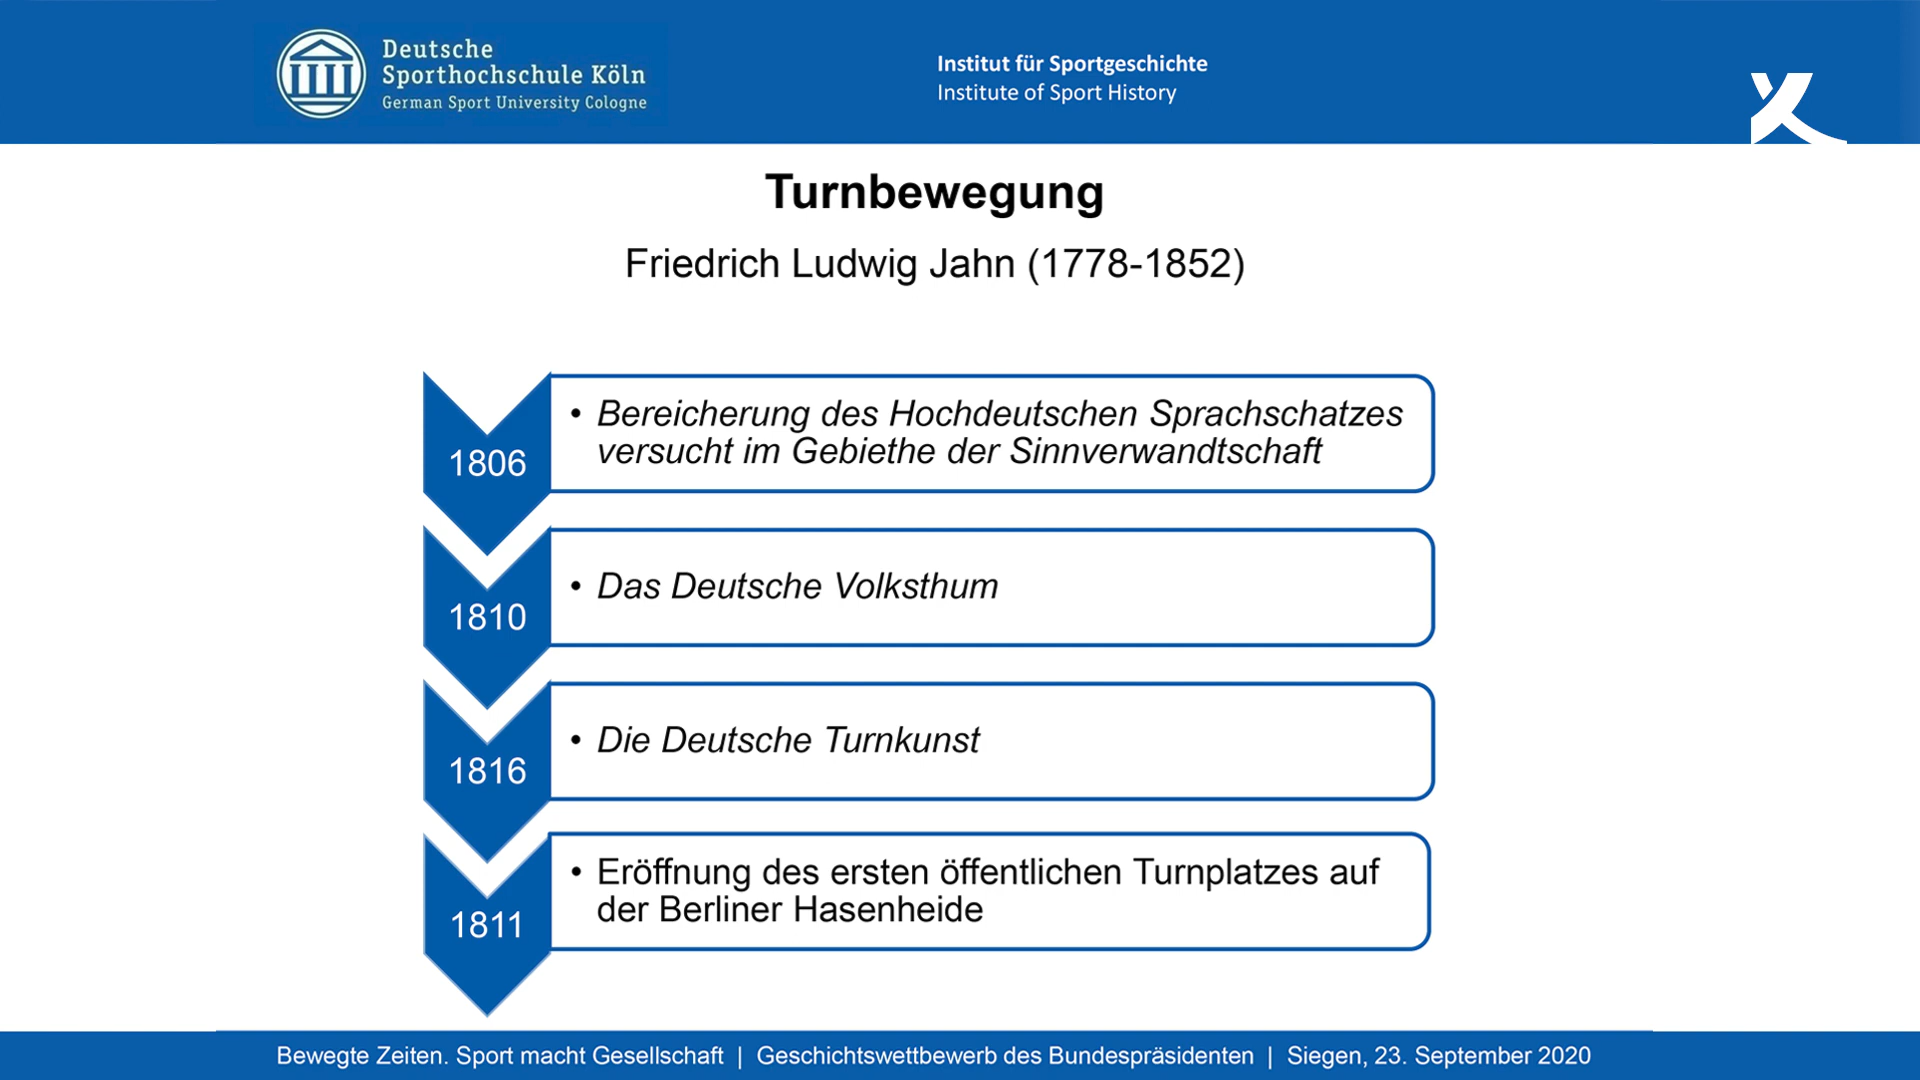 Deutsche
Sporthochschule Köln
German Sport University Cologne
Institut für Sportgeschichte
Institute of Sport History
Turnbewegung
Friedrich Ludwig Jahn (1778-1852)
1806
• Bereicherung des Hochdeutschen Sprachschatzes
versucht im Gebiethe der Sinnverwandtschaft
1810
• Das Deutsche Volksthum
1816
• Die Deutsche Turnkunst
1811
• Eröffnung des ersten öffentlichen Turnplatzes auf
der Berliner Hasenheide
Bewegte Zeiten. Sport macht Gesellschaft | Geschichtswettbewerb des Bundespräsidenten | Siegen, 23. September 2020